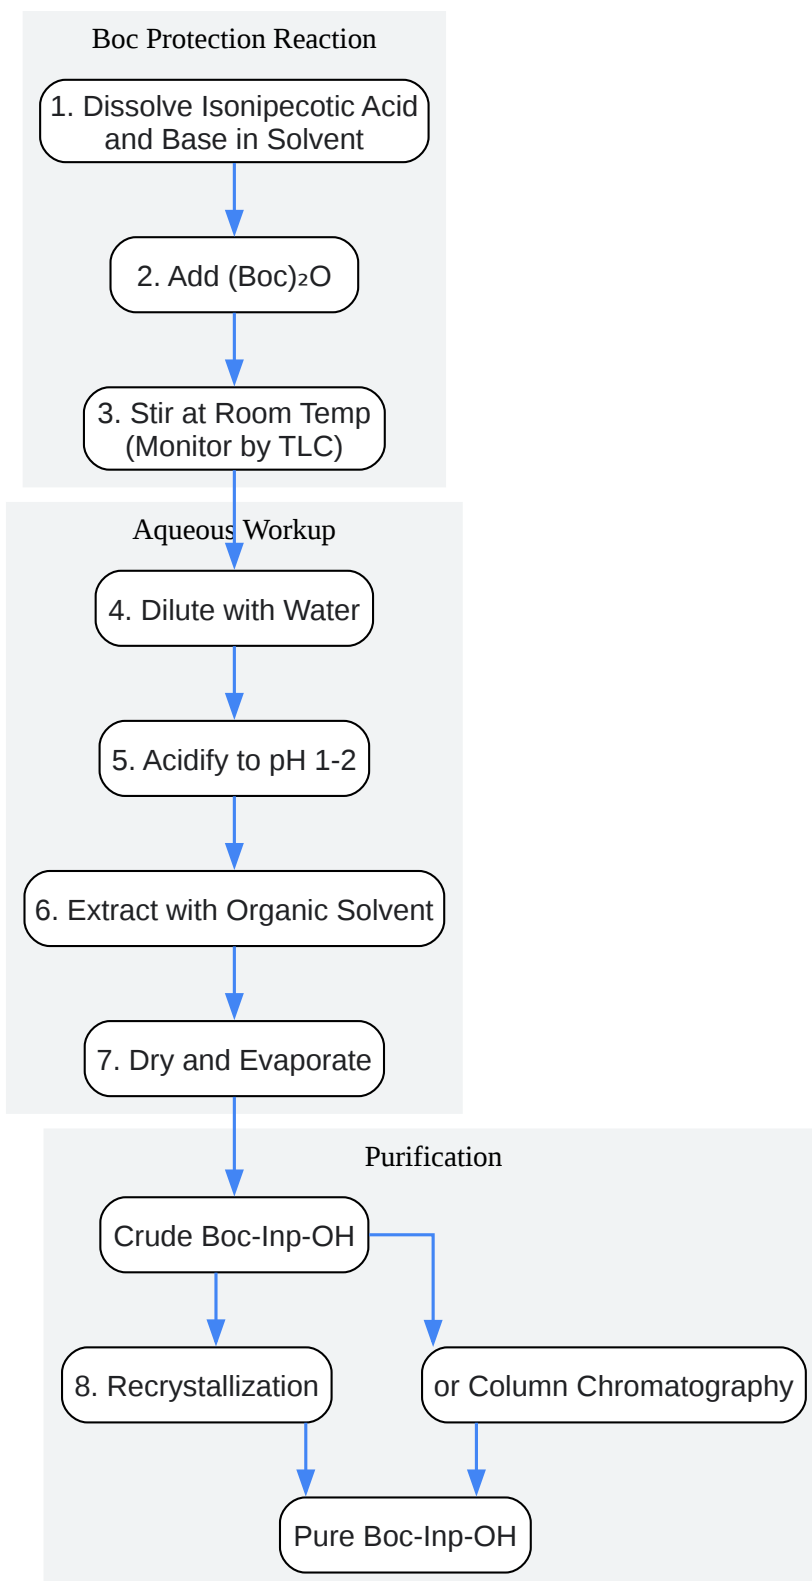 Boc Protection Reaction
1. Dissolve Isonipecotic Acid
and Base in Solvent
2. Add (Boc)₂O
3. Stir at Room Temp
(Monitor by TLC)
Aqueous Workup
4. Dilute with Water
5. Acidify to pH 1-2
6. Extract with Organic Solvent
7. Dry and Evaporate
Purification
Crude Boc-Inp-OH
8. Recrystallization
or Column Chromatography
Pure Boc-Inp-OH